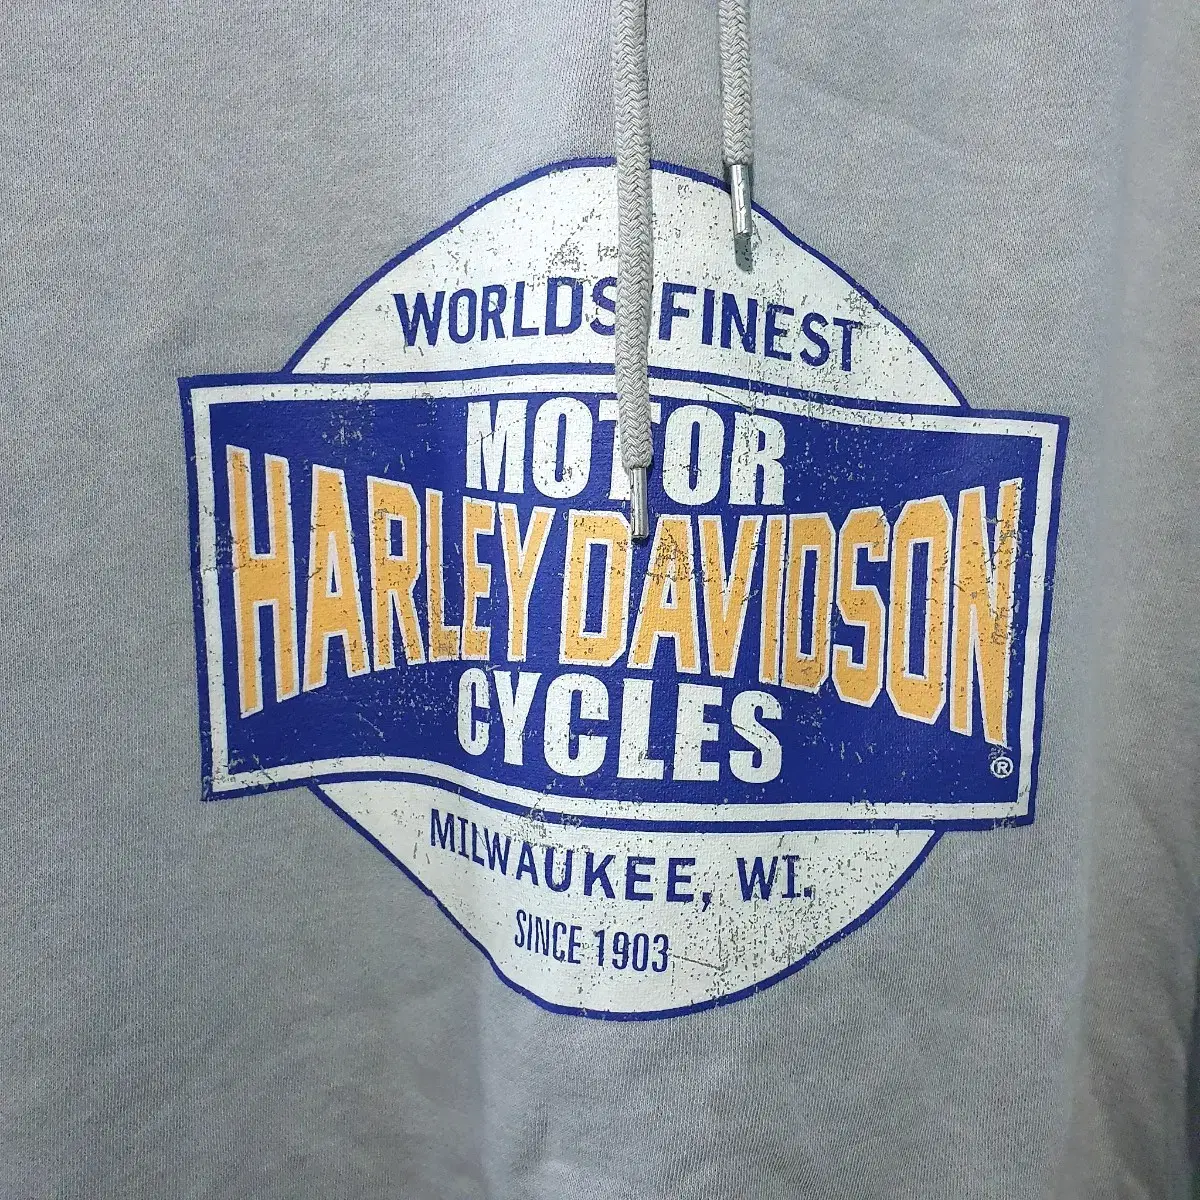 WORLDS FINEST
MOTOR
HARLEY DAVIDSON
CYCLES
®
MILWAUKEE, WI.
SINCE 1903